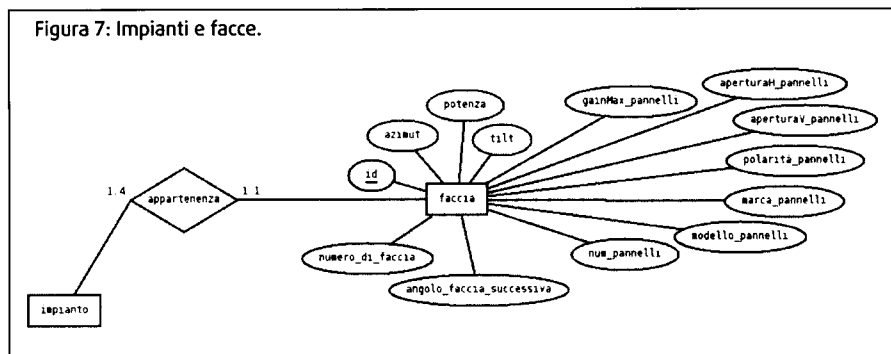 Figura 7: Impianti e facce.
aperturaH_pannelli
potenza
gainMax_pannelli
aperturaV_pannelli
azimut
tilt
polarità_pannelli
id
1.4
appartenenza
1 1
faccia
marca_pannelli
modello_pannelli
numero_di_faccia
num_pannelli
angolo_faccia_successiva
impianto